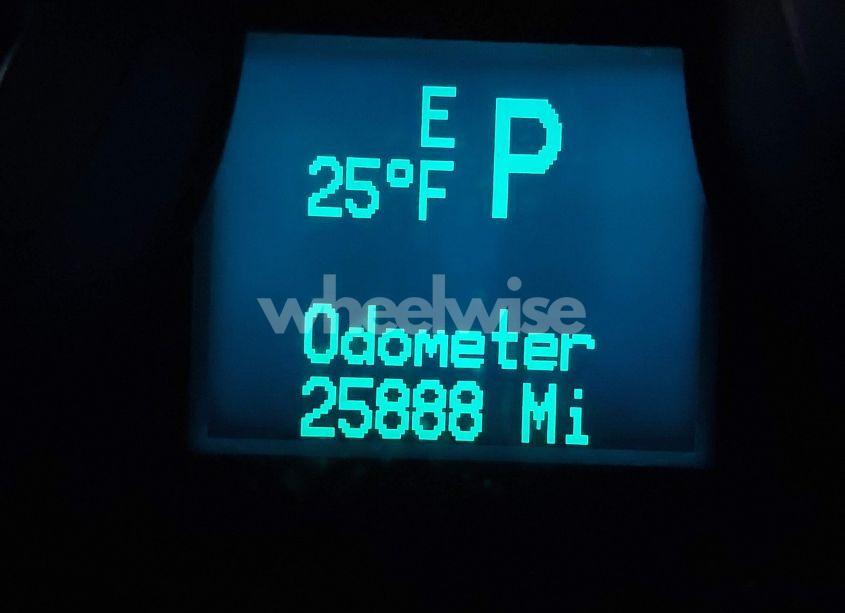 E
25°F P
wheelwise
Odometer
25888 Mi